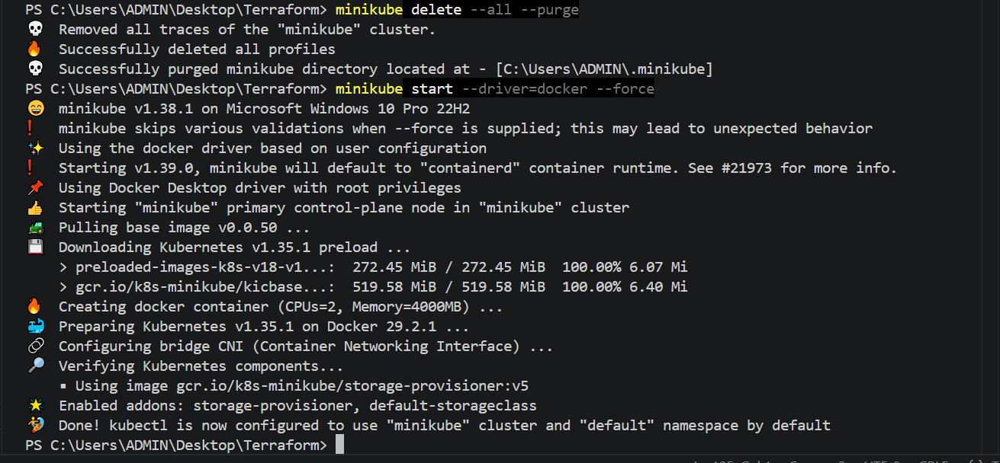 PS C:\Users\ADMIN\Desktop\Terraform> minikube delete --all --purge
Removed all traces of the "minikube" cluster.
Successfully deleted all profiles
Successfully purged minikube directory located at - [C:\Users\ADMIN\.minikube]
PS C:\Users\ADMIN\Desktop\Terraform> minikube start --driver=docker --force
minikube v1.38.1 on Microsoft Windows 10 Pro 22H2
minikube skips various validations when --force is supplied; this may lead to unexpected behavior
Using the docker driver based on user configuration
Starting v1.39.0, minikube will default to "containerd" container runtime. See #21973 for more info.
Using Docker Desktop driver with root privileges
Starting "minikube" primary control-plane node in "minikube" cluster
Pulling base image v0.0.50 ...
Downloading Kubernetes v1.35.1 preload ...
> preloaded-images-k8s-v18-v1...:  272.45 MiB / 272.45 MiB  100.00% 6.07 Mi
> gcr.io/k8s-minikube/kicbase...:  519.58 MiB / 519.58 MiB  100.00% 6.40 Mi
Creating docker container (CPUs=2, Memory=4000MB) ...
Preparing Kubernetes v1.35.1 on Docker 29.2.1 ...
Configuring bridge CNI (Container Networking Interface) ...
Verifying Kubernetes components...
▪ Using image gcr.io/k8s-minikube/storage-provisioner:v5
Enabled addons: storage-provisioner, default-storageclass
Done! kubectl is now configured to use "minikube" cluster and "default" namespace by default
PS C:\Users\ADMIN\Desktop\Terraform>